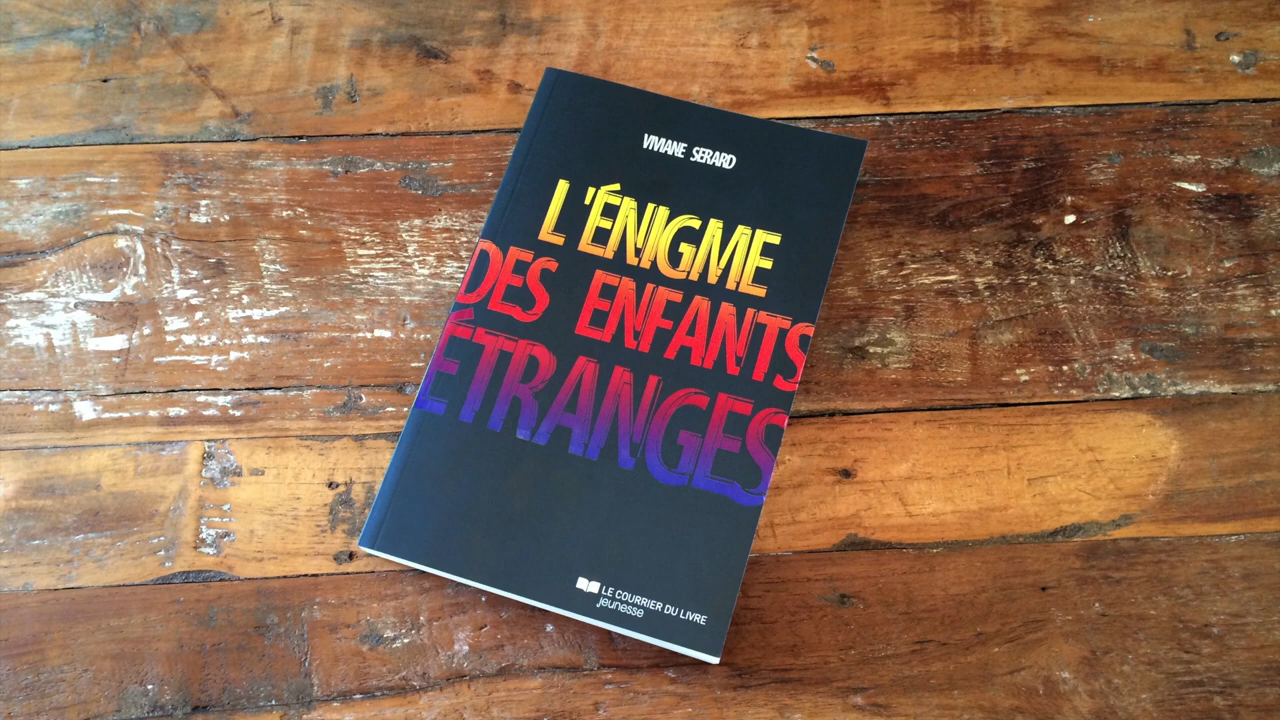 VIVIANE SERARD
L'ÉNIGME
DES ENFANTS
ÉTRANGES
LE COURRIER DU LIVRE
jeunesse